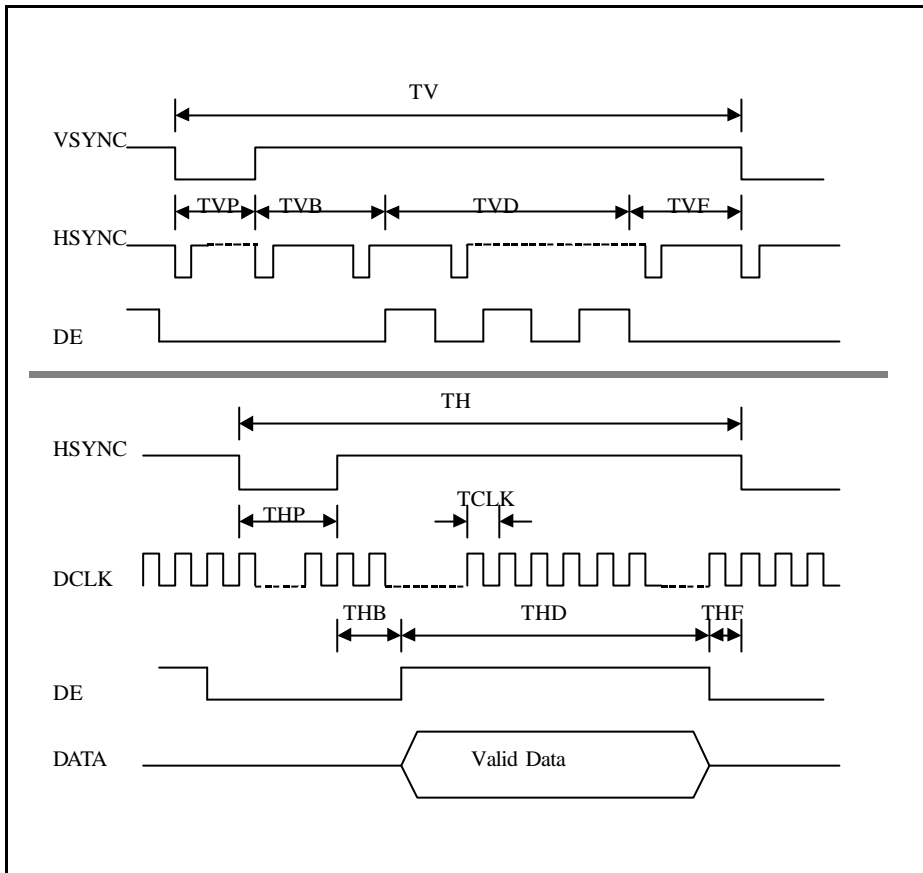 TV
VSYNC
TVP TVB TVD TVF
HSYNC
DE
TH
HSYNC
THP TCLK
DCLK
THB THD THF
DE
DATA Valid Data